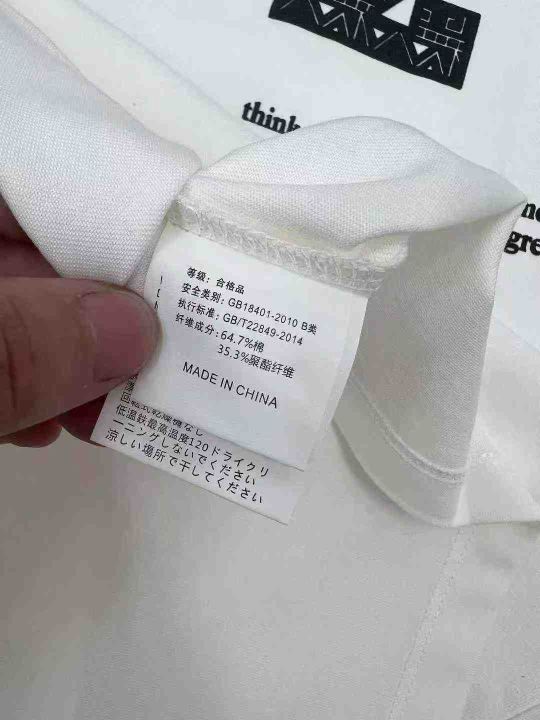 think
gre
等级：合格品
安全类别：GB18401-2010 B类
执行标准：GB/T22849-2014
纤维成分：64.7%棉
35.3%聚酯纤维
MADE IN CHINA
低温鉄最高温度120ドライクリ
ーニングしないでください
涼しい場所で干してください